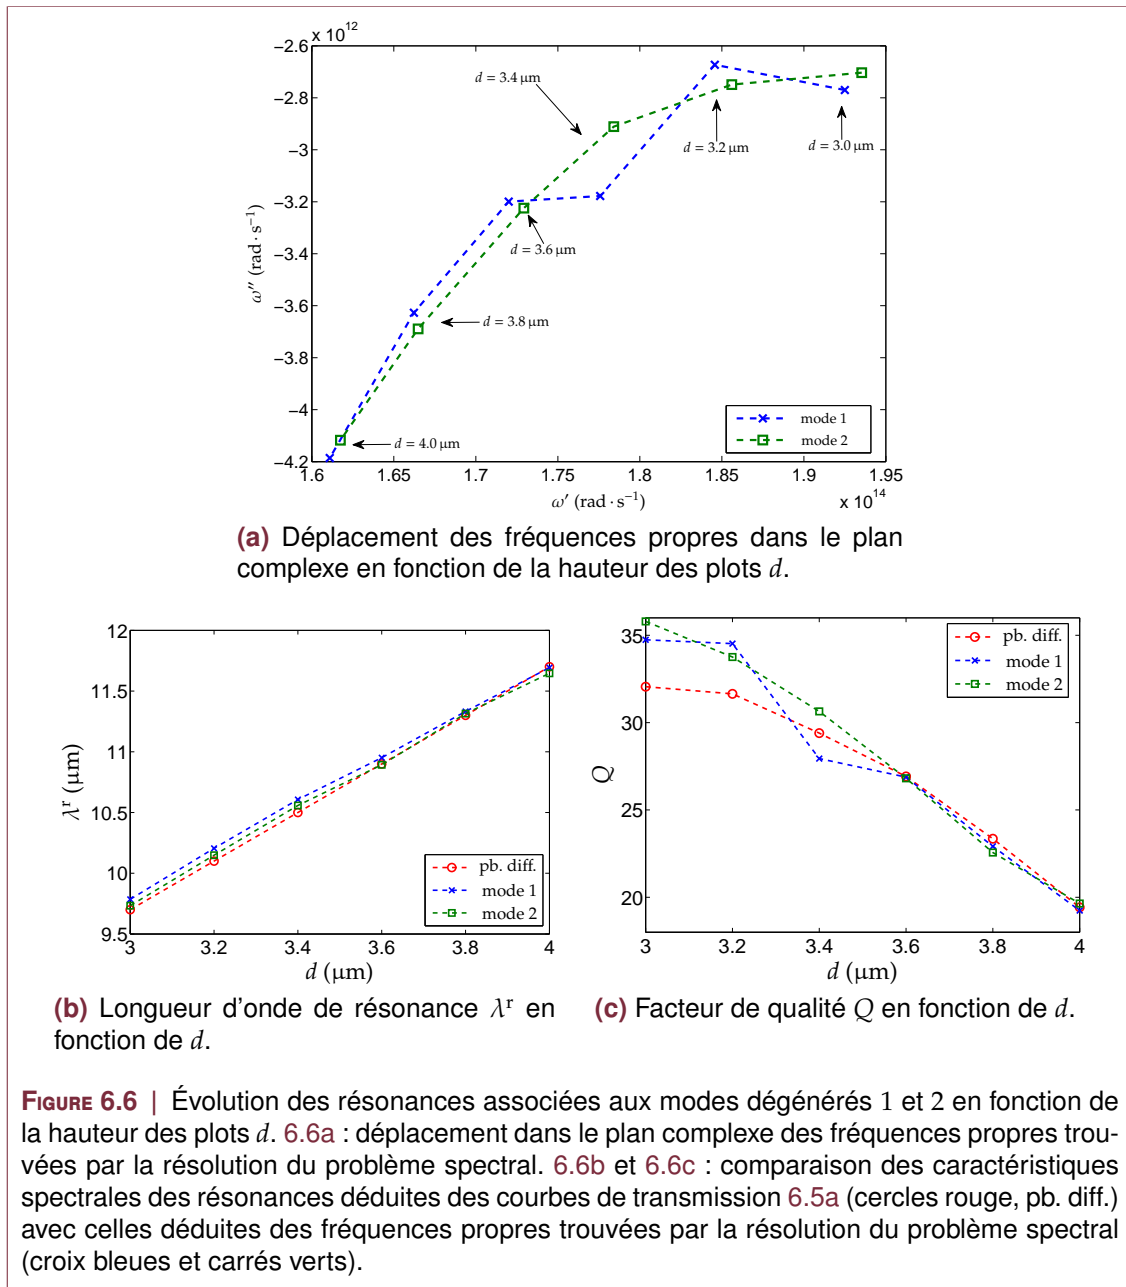 x 10^12
−2.6
−2.8
−3
−3.2
−3.4
−3.6
−3.8
−4
−4.2
ω″ (rad · s⁻¹)
d = 3.4 µm
d = 3.2 µm
d = 3.0 µm
d = 3.6 µm
d = 3.8 µm
d = 4.0 µm
mode 1
mode 2
1.6 1.65 1.7 1.75 1.8 1.85 1.9 1.95
x 10^14
ω′ (rad · s⁻¹)
(a) Déplacement des fréquences propres dans le plan
complexe en fonction de la hauteur des plots d.
12
11.5
11
10.5
10
9.5
λʳ (µm)
pb. diff.
mode 1
mode 2
3 3.2 3.4 3.6 3.8 4
d (µm)
(b) Longueur d'onde de résonance λʳ en
fonction de d.
35
30
25
20
Q
pb. diff.
mode 1
mode 2
3 3.2 3.4 3.6 3.8 4
d (µm)
(c) Facteur de qualité Q en fonction de d.
FIGURE 6.6 | Évolution des résonances associées aux modes dégénérés 1 et 2 en fonction de
la hauteur des plots d. 6.6a : déplacement dans le plan complexe des fréquences propres trou-
vées par la résolution du problème spectral. 6.6b et 6.6c : comparaison des caractéristiques
spectrales des résonances déduites des courbes de transmission 6.5a (cercles rouge, pb. diff.)
avec celles déduites des fréquences propres trouvées par la résolution du problème spectral
(croix bleues et carrés verts).